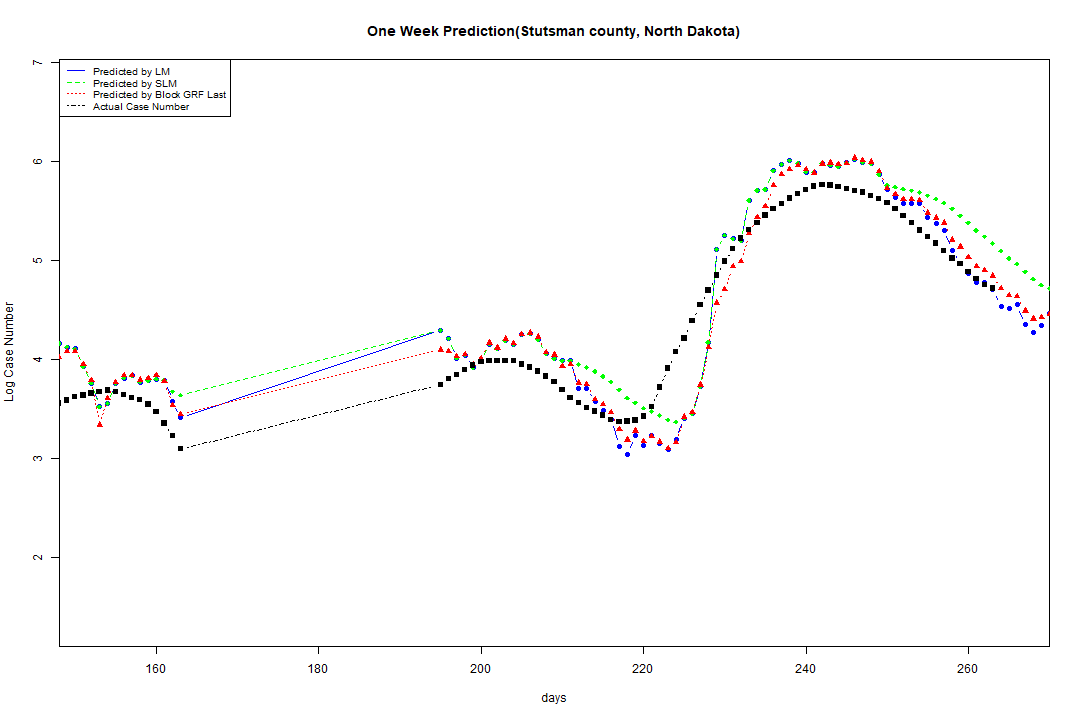 One Week Prediction(Stutsman county, North Dakota)
Predicted by LM
Predicted by SLM
Predicted by Block GRF Last
Actual Case Number
7
6
5
4
3
2
Log Case Number
160
180
200
220
240
260
days